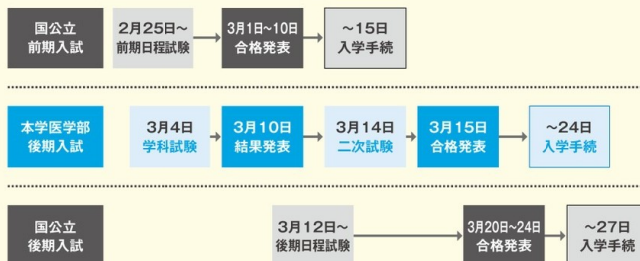 国公立
前期入試
2月25日～
前期日程試験
3月1日～10日
合格発表
～15日
入学手続
本学医学部
後期入試
3月4日
学科試験
3月10日
結果発表
3月14日
二次試験
3月15日
合格発表
～24日
入学手続
国公立
後期入試
3月12日～
後期日程試験
3月20日～24日
合格発表
～27日
入学手続